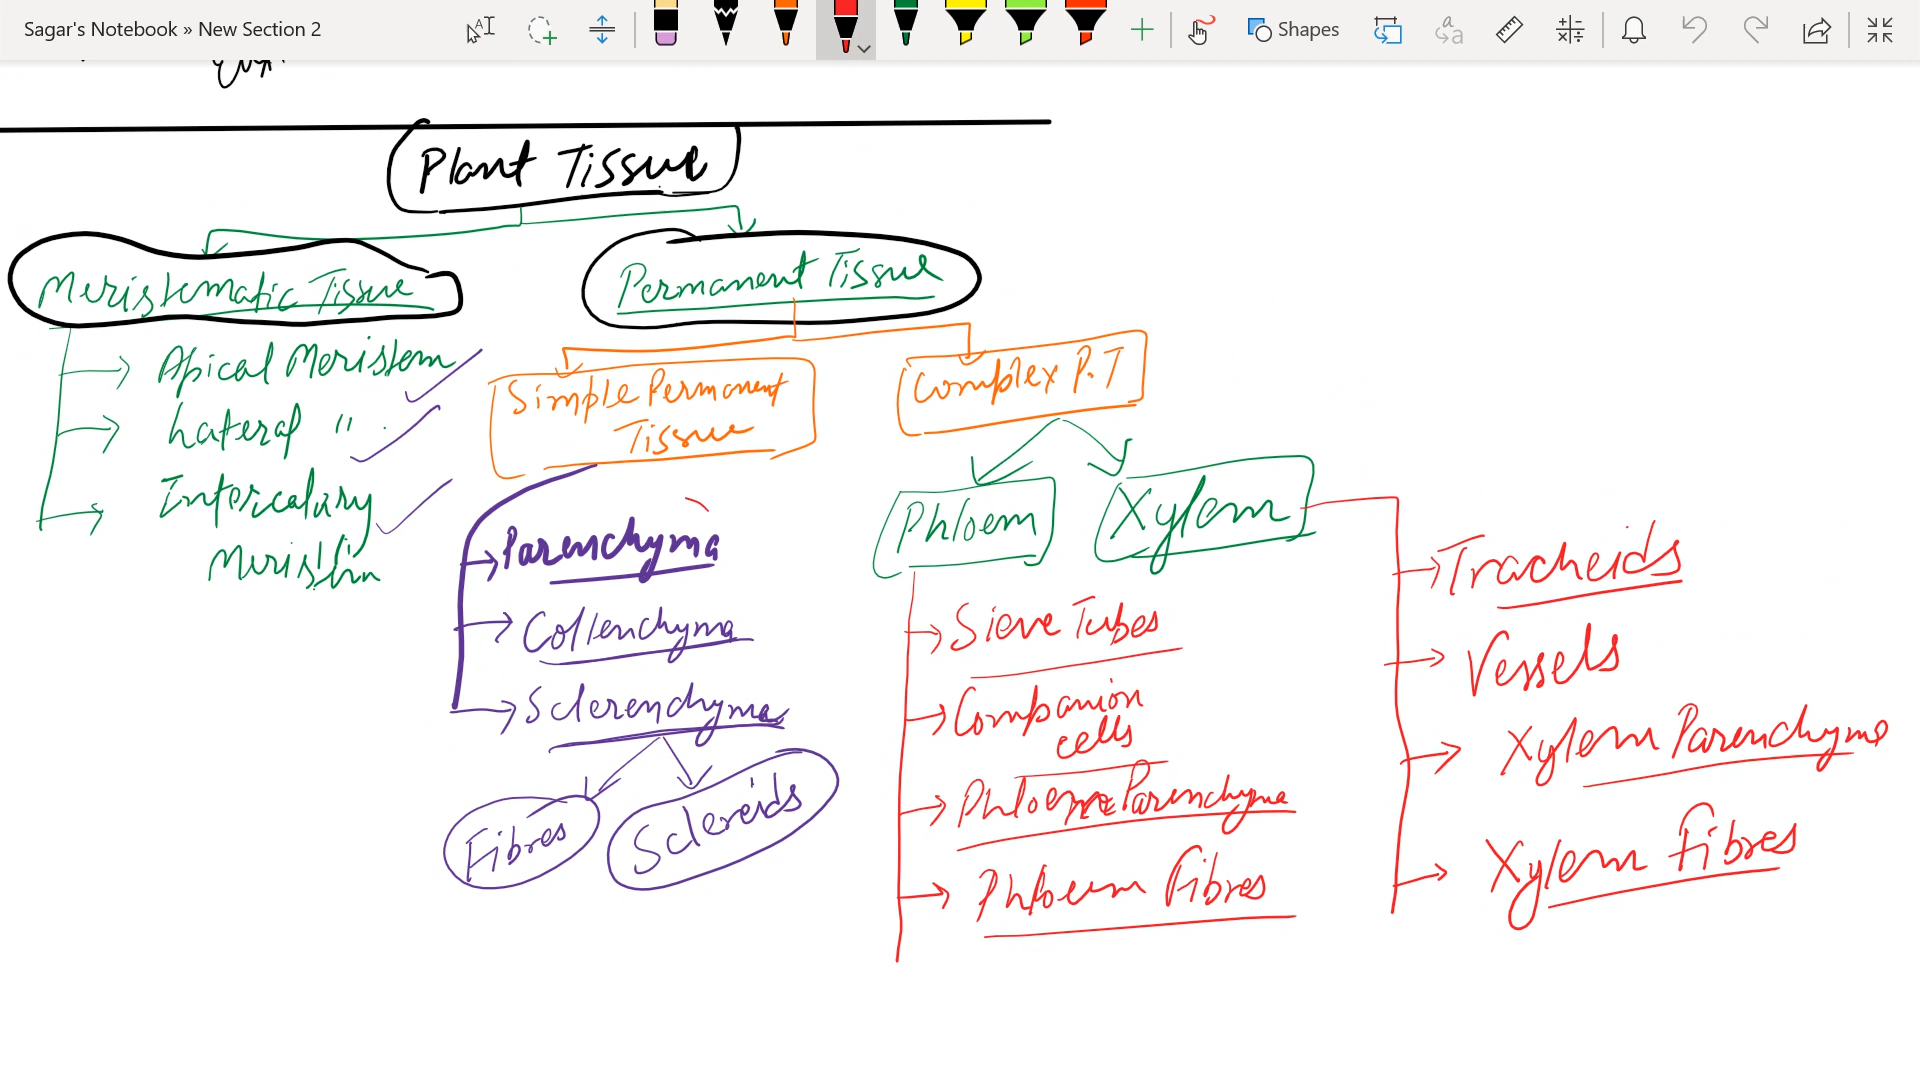 Sagar's Notebook » New Section 2
Shapes
Plant Tissue
Meristematic Tissue
Permanent Tissue
Apical Meristem
Lateral " .
Intercalary
Meristem
Simple Permanent
Tissue
Complex P.T
Parenchyma
Collenchyma
Sclerenchyma
Fibres
Sclereids
Phloem
Xylem
Sieve Tubes
Companion
cells
Phloem Parenchyma
Phloem Fibres
Tracheids
Vessels
Xylem Parenchyma
Xylem Fibres